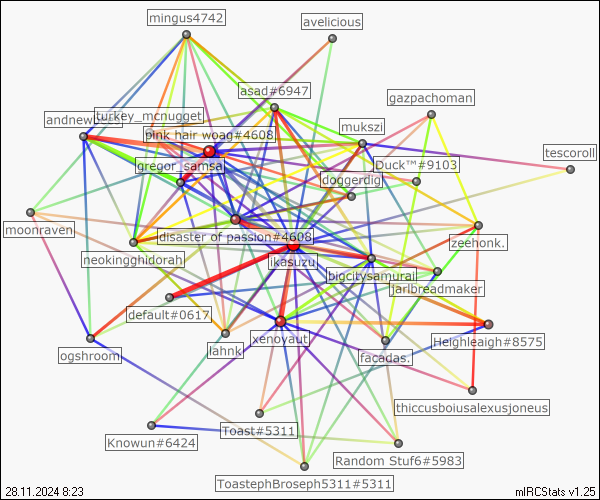 mingus4742
avelicious
asad#6947
gazpachoman
turkey_mcnugget
mukszi
pink hair woag#4608
tescoroll
gregor_samsa
Duck™#9103
doggerdig
moonraven
disaster of passion#4608
zeehonk.
neokingghidorah
ikasuzu
bigcitysamurai
jarlbreadmaker
default#0617
ogshroom
lahnk
xenoyaut
facadas.
Heighleaigh#8575
thiccusboiusalexusjoneus
Toast#5311
Knowun#6424
Random Stuf6#5983
ToastephBroseph5311#5311
28.11.2024 8:23
mIRCStats v1.25